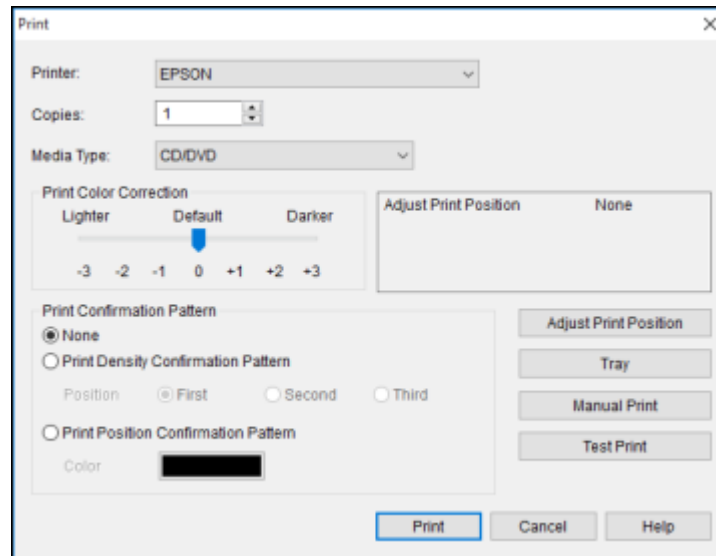 Print
Printer: EPSON
Copies: 1
Media Type: CD/DVD
Print Color Correction
Lighter Default Darker
-3 -2 -1 0 +1 +2 +3
Adjust Print Position None
Print Confirmation Pattern
None
Print Density Confirmation Pattern
Position First Second Third
Print Position Confirmation Pattern
Color
Adjust Print Position
Tray
Manual Print
Test Print
Print Cancel Help